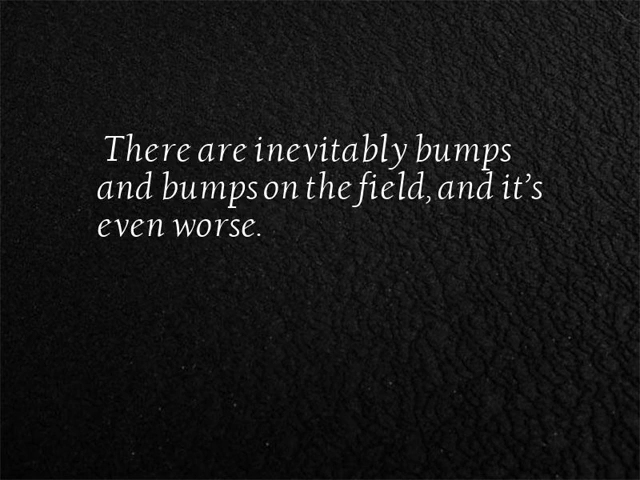 There are inevitably bumps
and bumps on the field, and it’s
even worse.